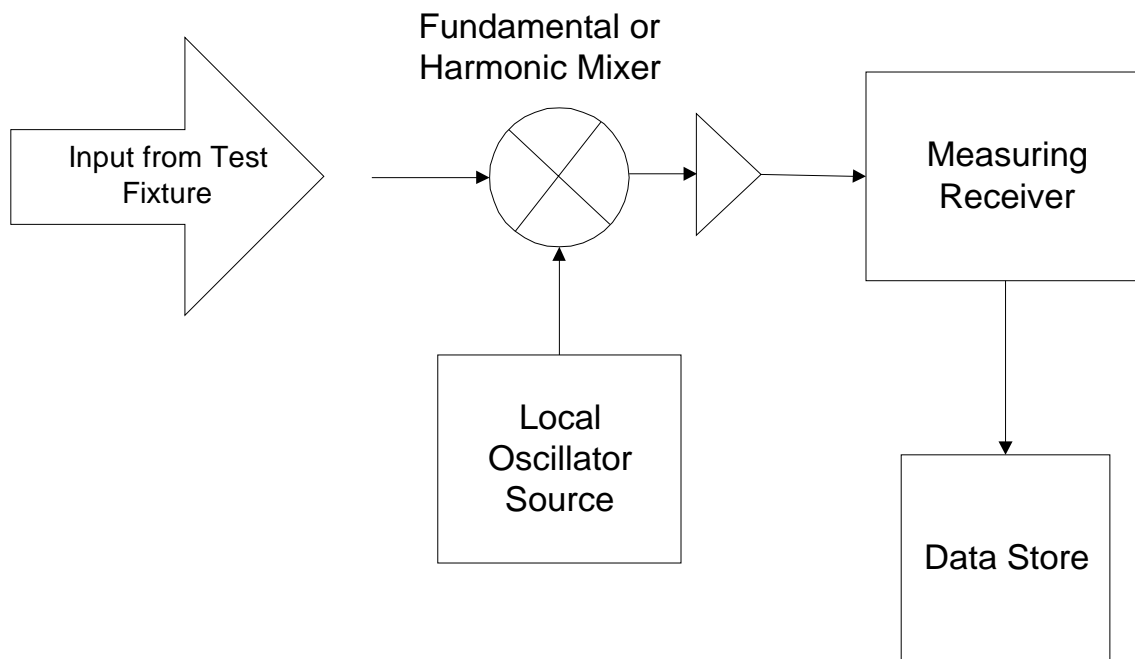 Fundamental or
Harmonic Mixer
Input from Test
Fixture
Measuring
Receiver
Local
Oscillator
Source
Data Store